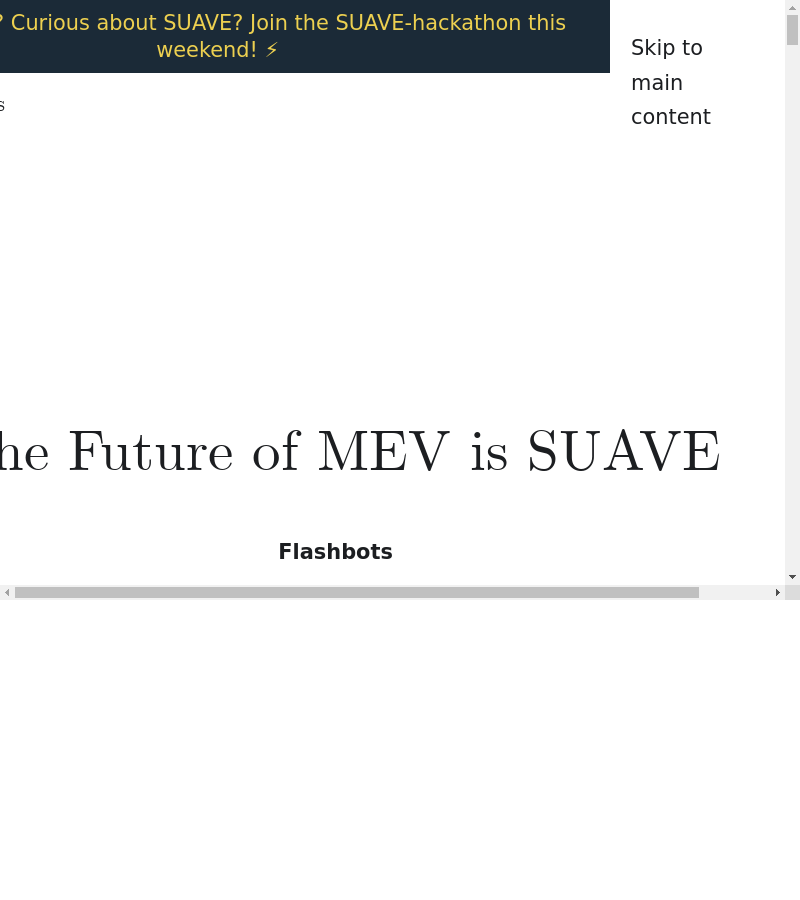 ? Curious about SUAVE? Join the SUAVE-hackathon this
weekend! ⚡
Skip to
main
content
s
he Future of MEV is SUAVE
Flashbots